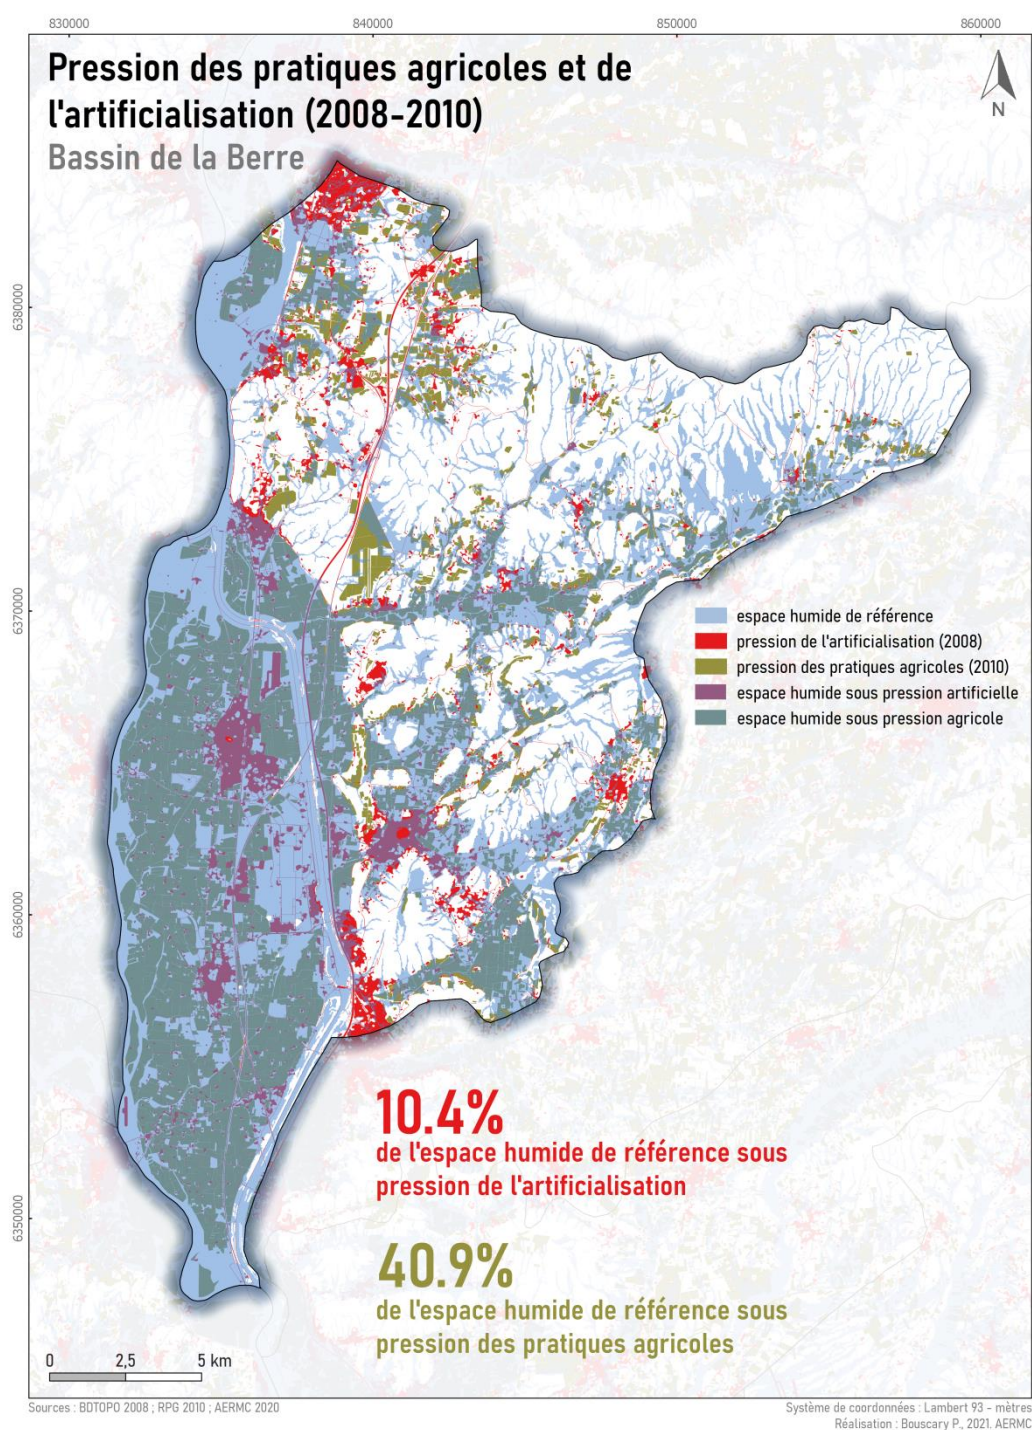 830000
840000
850000
860000
Pression des pratiques agricoles et de
l'artificialisation (2008-2010)
Bassin de la Berre
N
6380000
6370000
6360000
6350000
espace humide de référence
pression de l'artificialisation (2008)
pression des pratiques agricoles (2010)
espace humide sous pression artificielle
espace humide sous pression agricole
10.4%
de l'espace humide de référence sous
pression de l'artificialisation
40.9%
de l'espace humide de référence sous
pression des pratiques agricoles
0 2,5 5 km
Sources : BDTOPO 2008 ; RPG 2010 ; AERMC 2020
Système de coordonnées : Lambert 93 - mètres
Réalisation : Bouscary P., 2021. AERMC